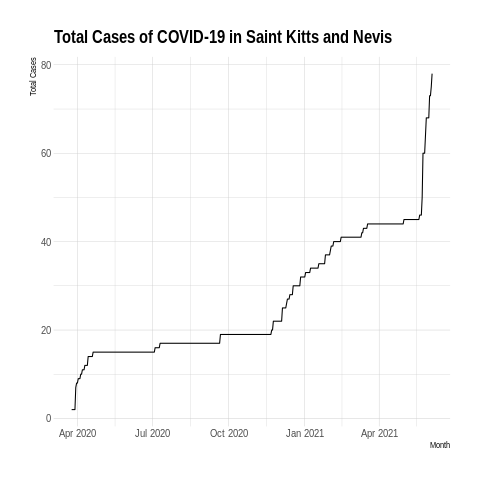 Total Cases of COVID-19 in Saint Kitts and Nevis
Total Cases
80
60
40
20
0
Apr 2020 Jul 2020 Oct 2020 Jan 2021 Apr 2021
Month